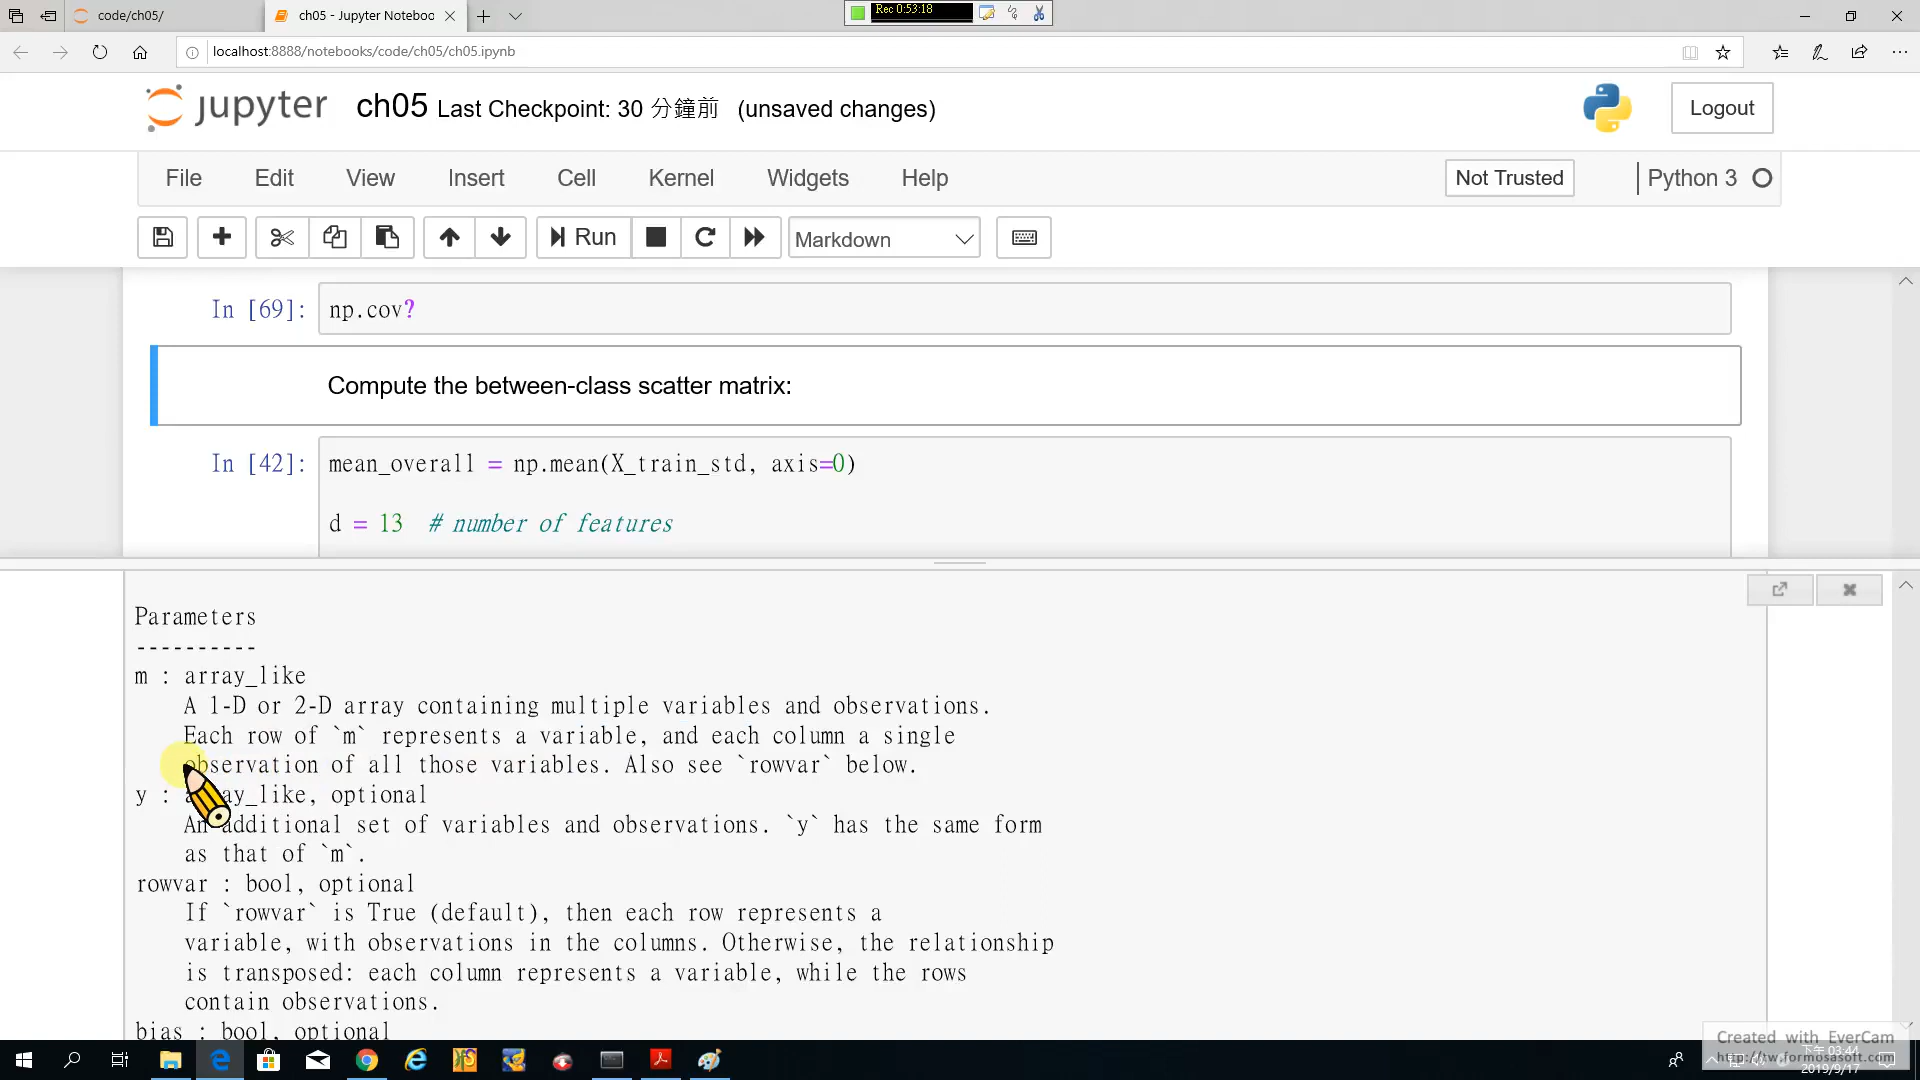 code/ch05/
ch05 - Jupyter Noteboo
Rec 0:53:18
localhost:8888/notebooks/code/ch05/ch05.ipynb
jupyter ch05 Last Checkpoint: 30 分鐘前 (unsaved changes)
Logout
File Edit View Insert Cell Kernel Widgets Help
Not Trusted
Python 3
Run
Markdown
In [69]: np.cov?
Compute the between-class scatter matrix:
In [42]: mean_overall = np.mean(X_train_std, axis=0)
d = 13 # number of features
Parameters
----------
m : array_like
A 1-D or 2-D array containing multiple variables and observations.
Each row of `m` represents a variable, and each column a single
observation of all those variables. Also see `rowvar` below.
y : array_like, optional
An additional set of variables and observations. `y` has the same form
as that of `m`.
rowvar : bool, optional
If `rowvar` is True (default), then each row represents a
variable, with observations in the columns. Otherwise, the relationship
is transposed: each column represents a variable, while the rows
contain observations.
bias : bool, optional
Created with EverCam
http://tw.formosasoft.com
下午 03:44
2019/9/17